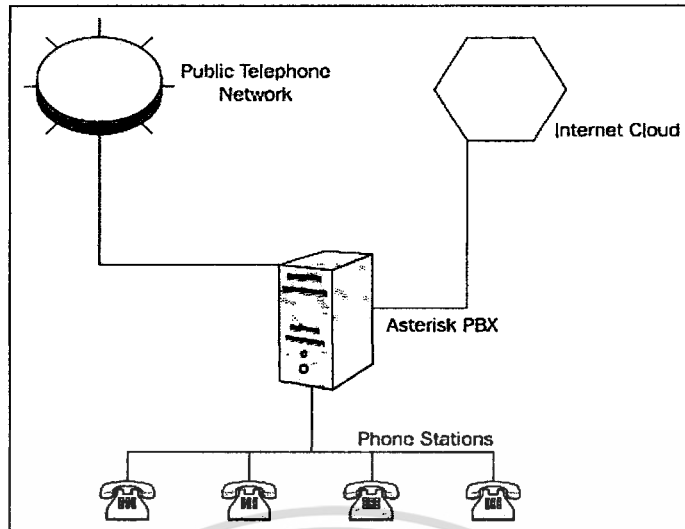 Public Telephone
Network
Internet Cloud
Asterisk PBX
Phone Stations